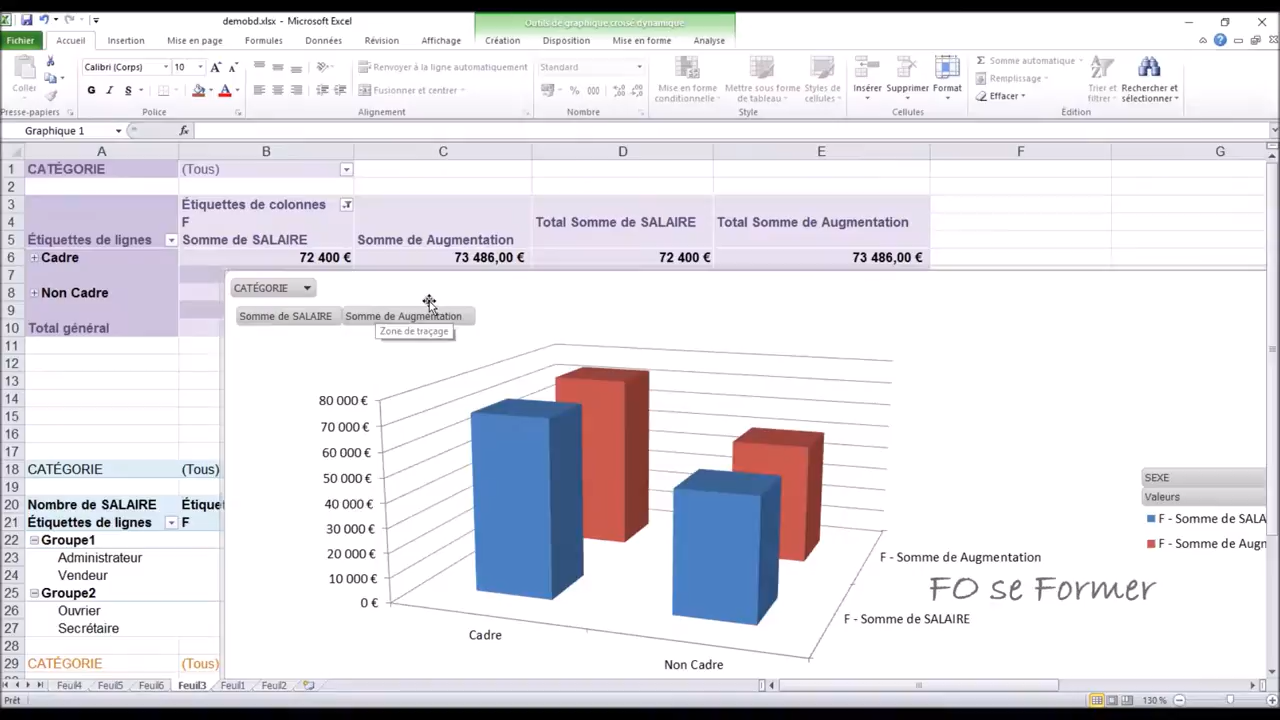 demobd.xlsx - Microsoft Excel
Outils de graphique croisé dynamique
Fichier Accueil Insertion Mise en page Formules Données Révision Affichage Création Disposition Mise en forme Analyse
Coller
Calibri (Corps) 10
G I S
Renvoyer à la ligne automatiquement
Fusionner et centrer
Standard
% 000
Mise en forme conditionnelle
Mettre sous forme de tableau
Styles de cellules
Insérer Supprimer Format
Somme automatique
Remplissage
Effacer
Trier et filtrer
Rechercher et sélectionner
Presse-papiers Police Alignement Nombre Style Cellules Édition
Graphique 1 fx
A B C D E F G
1 CATÉGORIE (Tous)
2
3 Étiquettes de colonnes
4 F Total Somme de SALAIRE Total Somme de Augmentation
5 Étiquettes de lignes Somme de SALAIRE Somme de Augmentation
6 Cadre 72 400 € 73 486,00 € 72 400 € 73 486,00 €
7
8 Non Cadre
9
10 Total général
11
12
13
14
15
16
17
18 CATÉGORIE (Tous)
19
20 Nombre de SALAIRE Étiquet
21 Étiquettes de lignes F
22 Groupe1
23 Administrateur
24 Vendeur
25 Groupe2
26 Ouvrier
27 Secrétaire
28
29 CATÉGORIE (Tous)
CATÉGORIE
Somme de SALAIRE Somme de Augmentation
Zone de traçage
80 000 €
70 000 €
60 000 €
50 000 €
40 000 €
30 000 €
20 000 €
10 000 €
0 €
Cadre
Non Cadre
F - Somme de Augmentation
F - Somme de SALAIRE
SEXE
Valeurs
F - Somme de SALA
F - Somme de Augn
FO se Former
Feuil4 Feuil5 Feuil6 Feuil3 Feuil1 Feuil2
Prêt 130 %